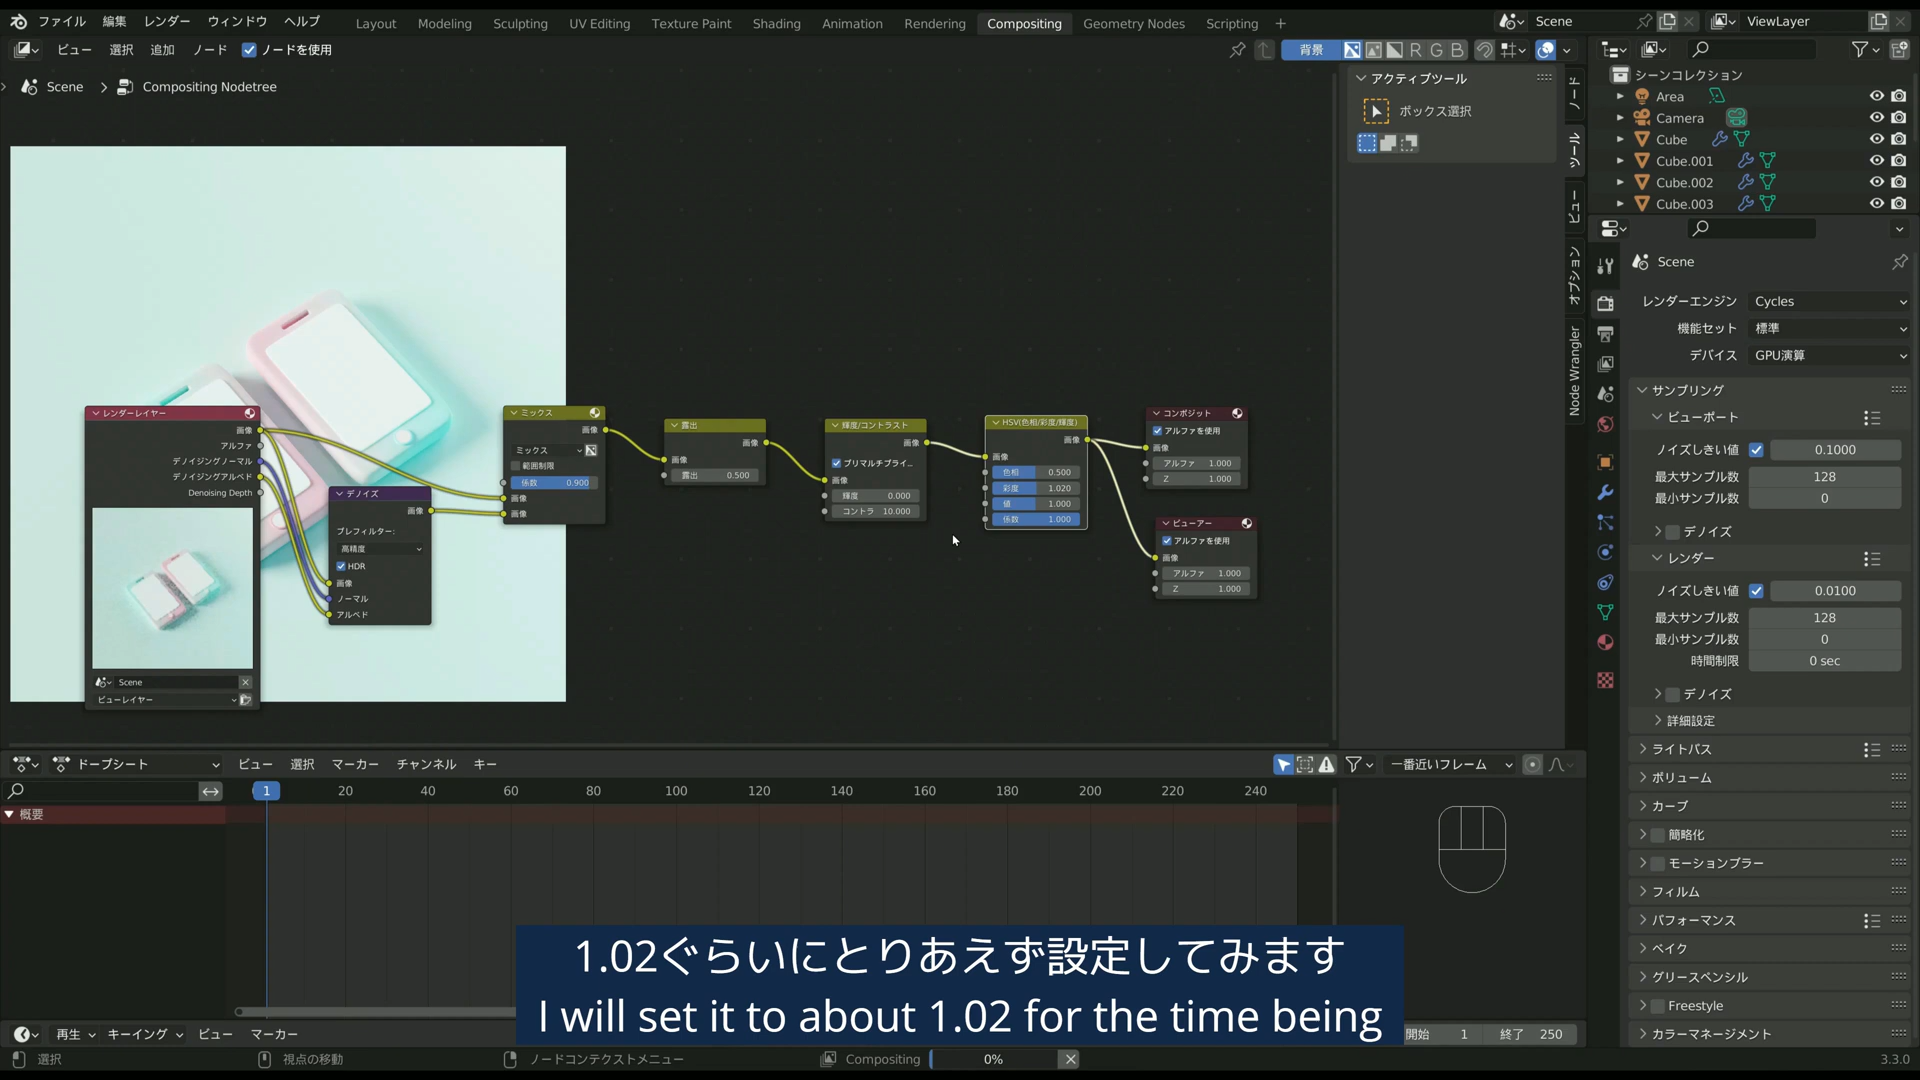 ファイル 編集 レンダー ウィンドウ ヘルプ Layout Modeling Sculpting UV Editing Texture Paint Shading Animation Rendering Compositing Geometry Nodes Scripting Scene ViewLayer
ビュー 選択 追加 ノード ノードを使用 背景 R G B
Scene Compositing Nodetree
アクティブツール
ボックス選択
ノード
ツール
ビュー
オプション
Node Wrangler
シーンコレクション
Area
Camera
Cube
Cube.001
Cube.002
Cube.003
Scene
レンダーエンジン Cycles
機能セット 標準
デバイス GPU演算
サンプリング
ビューポート
ノイズしきい値 0.1000
最大サンプル数 128
最小サンプル数 0
デノイズ
レンダー
ノイズしきい値 0.0100
最大サンプル数 128
最小サンプル数 0
時間制限 0 sec
デノイズ
詳細設定
ライトパス
ボリューム
カーブ
簡略化
モーションブラー
フィルム
パフォーマンス
ベイク
グリースペンシル
Freestyle
カラーマネージメント
レンダーレイヤー
画像
アルファ
デノイジングノーマル
デノイジングアルベド
Denoising Depth
Scene
ビューレイヤー
デノイズ
画像
プレフィルター:
高精度
HDR
画像
ノーマル
アルベド
ミックス
画像
ミックス
範囲制限
係数 0.900
画像
画像
露出
画像
画像
露出 0.500
輝度/コントラスト
画像
プリマルチプライ...
画像
輝度 0.000
コントラ 10.000
HSV(色相/彩度/輝度)
画像
画像
色相 0.500
彩度 1.020
値 1.000
係数 1.000
コンポジット
アルファを使用
画像
アルファ 1.000
Z 1.000
ビューアー
アルファを使用
画像
アルファ 1.000
Z 1.000
ドープシート ビュー 選択 マーカー チャンネル キー 一番近いフレーム
1 20 40 60 80 100 120 140 160 180 200 220 240
概要
1.02ぐらいにとりあえず設定してみます
I will set it to about 1.02 for the time being
再生 キーイング ビュー マーカー 開始 1 終了 250
選択 視点の移動 ノードコンテクストメニュー Compositing 0% 3.3.0